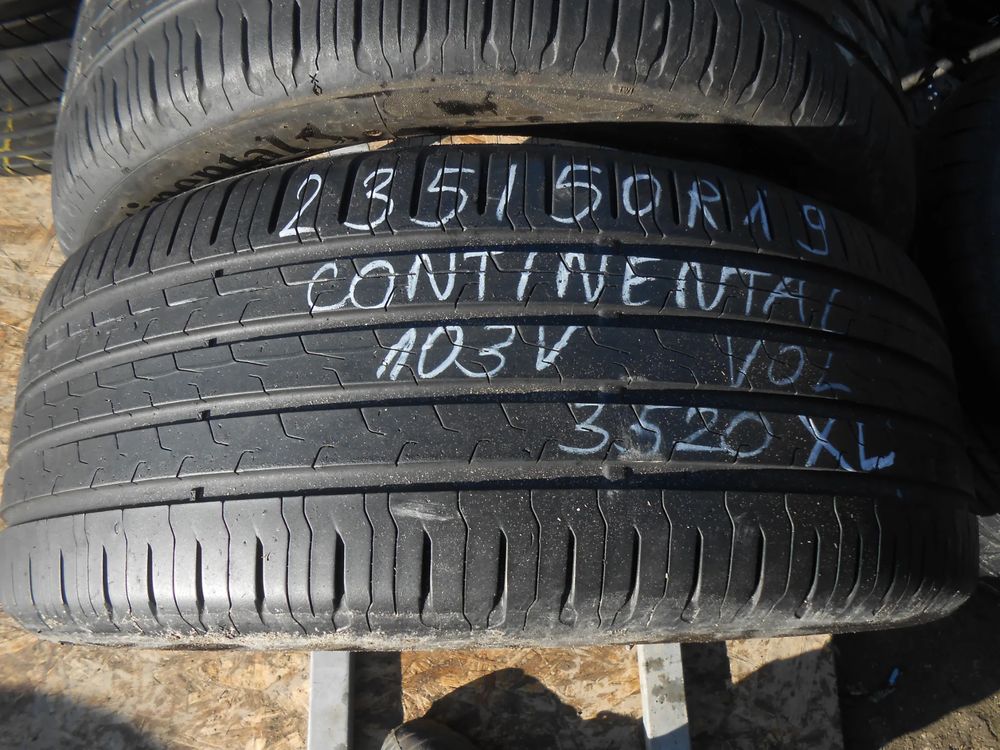 235/50R19
CONTINENTAL
103V VOL
3520 XL